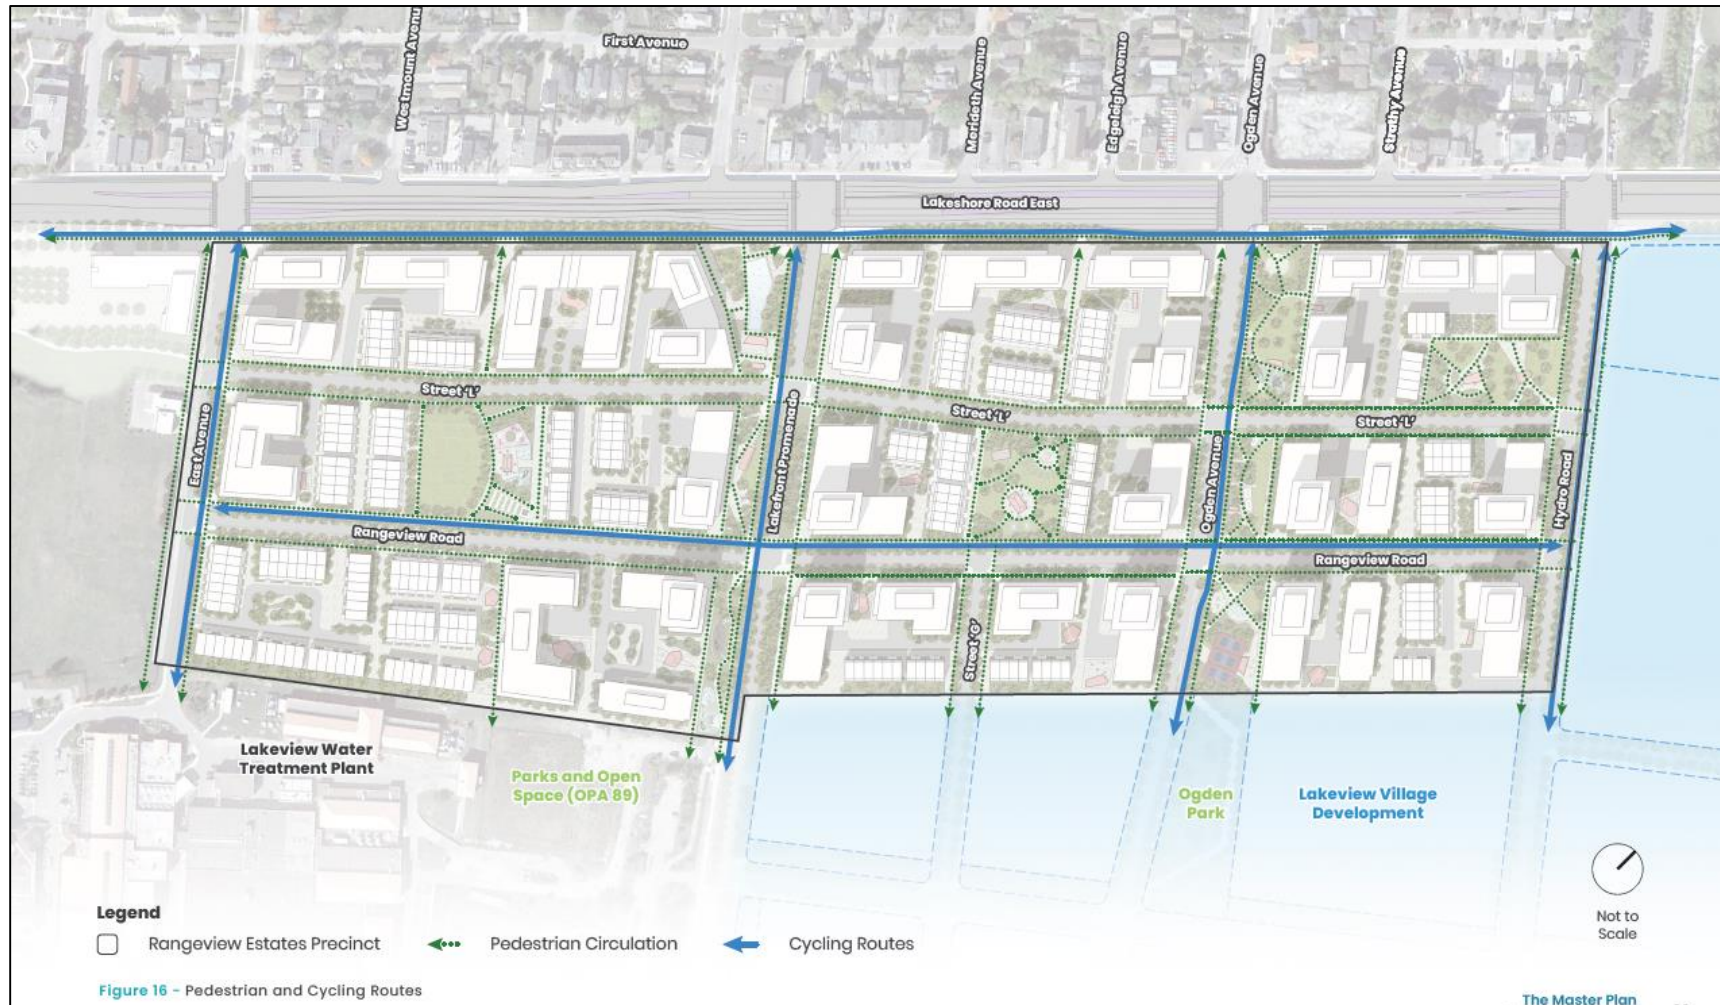 Westmount Avenu
First Avenue
Merideth Avenue
Edgeleigh Avenue
Ogden Avenue
Strathy Avenue
Lakeshore Road East
Street 'L'
Street 'L'
Street 'L'
East Avenue
Lakefront Promenade
Ogden Avenue
Hydro Road
Rangeview Road
Rangeview Road
Street 'G'
Lakeview Water
Treatment Plant
Parks and Open
Space (OPA 89)
Ogden
Park
Lakeview Village
Development
Not to
Scale
Legend
Rangeview Estates Precinct
Pedestrian Circulation
Cycling Routes
Figure 16 - Pedestrian and Cycling Routes
The Master Plan